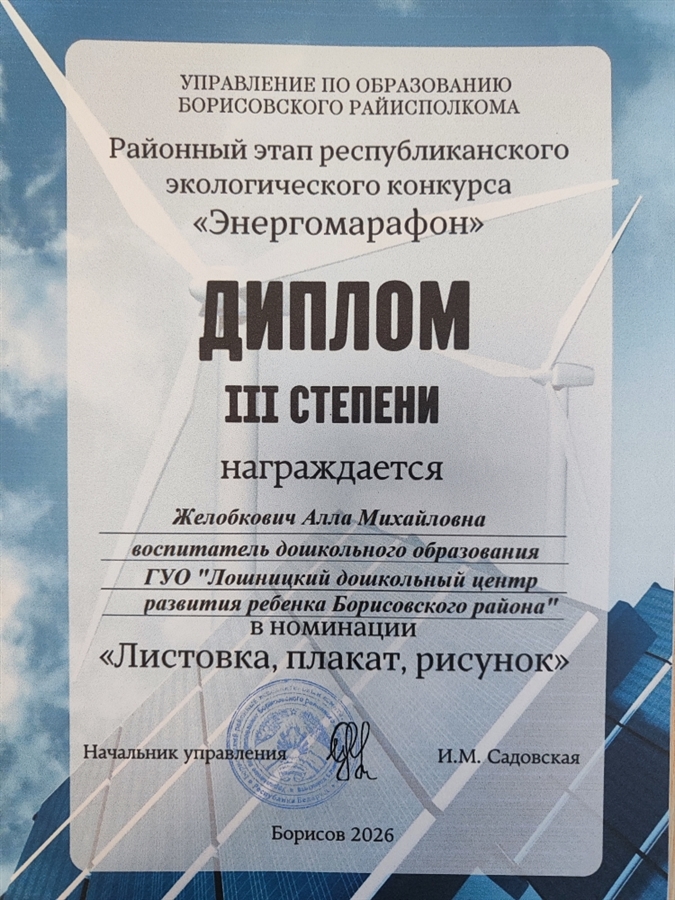 УПРАВЛЕНИЕ ПО ОБРАЗОВАНИЮ
БОРИСОВСКОГО РАЙИСПОЛКОМА
Районный этап республиканского
экологического конкурса
«Энергомарафон»
ДИПЛОМ
III СТЕПЕНИ
награждается
Желобкович Алла Михайловна
воспитатель дошкольного образования
ГУО "Лошницкий дошкольный центр
развития ребенка Борисовского района"
в номинации
«Листовка, плакат, рисунок»
Начальник управления И.М. Садовская
Борисов 2026